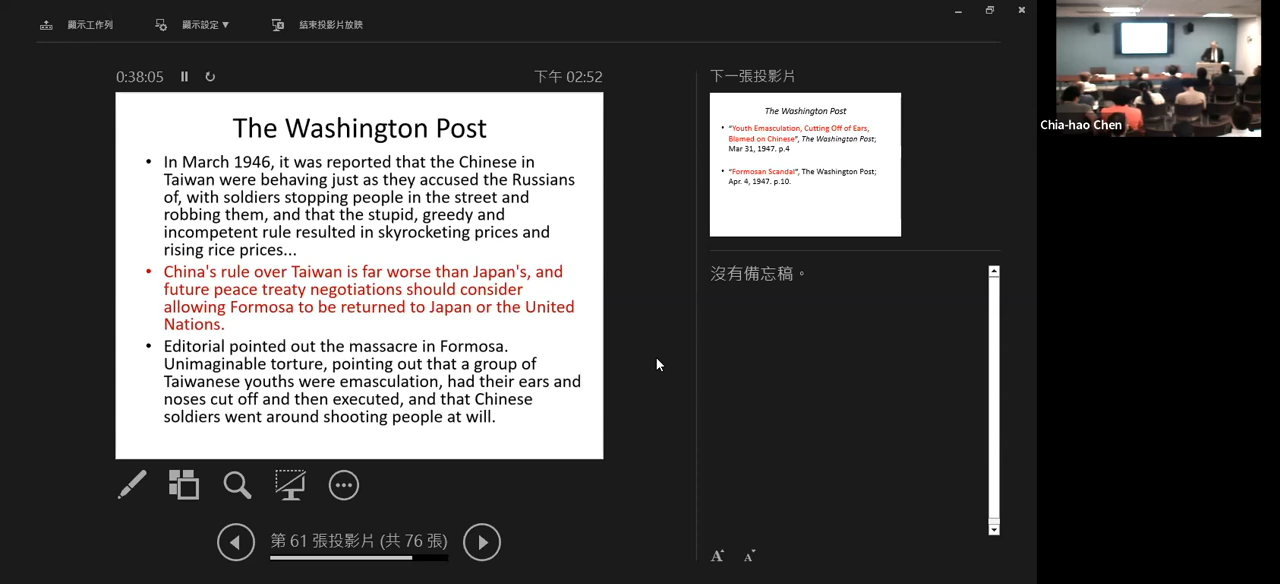 顯示工作列
顯示設定 ▼
結束投影片放映
0:38:05
下午 02:52
The Washington Post
• In March 1946, it was reported that the Chinese in
Taiwan were behaving just as they accused the Russians
of, with soldiers stopping people in the street and
robbing them, and that the stupid, greedy and
incompetent rule resulted in skyrocketing prices and
rising rice prices...
• China's rule over Taiwan is far worse than Japan's, and
future peace treaty negotiations should consider
allowing Formosa to be returned to Japan or the United
Nations.
• Editorial pointed out the massacre in Formosa.
Unimaginable torture, pointing out that a group of
Taiwanese youths were emasculation, had their ears and
noses cut off and then executed, and that Chinese
soldiers went around shooting people at will.
第 61 張投影片 (共 76 張)
下一張投影片
The Washington Post
• "Youth Emasculation, Cutting Off of Ears,
Blamed on Chinese", The Washington Post;
Mar 31, 1947. p.4
• "Formosan Scandal", The Washington Post;
Apr. 4, 1947. p.10.
沒有備忘稿。
A A
Chia-hao Chen